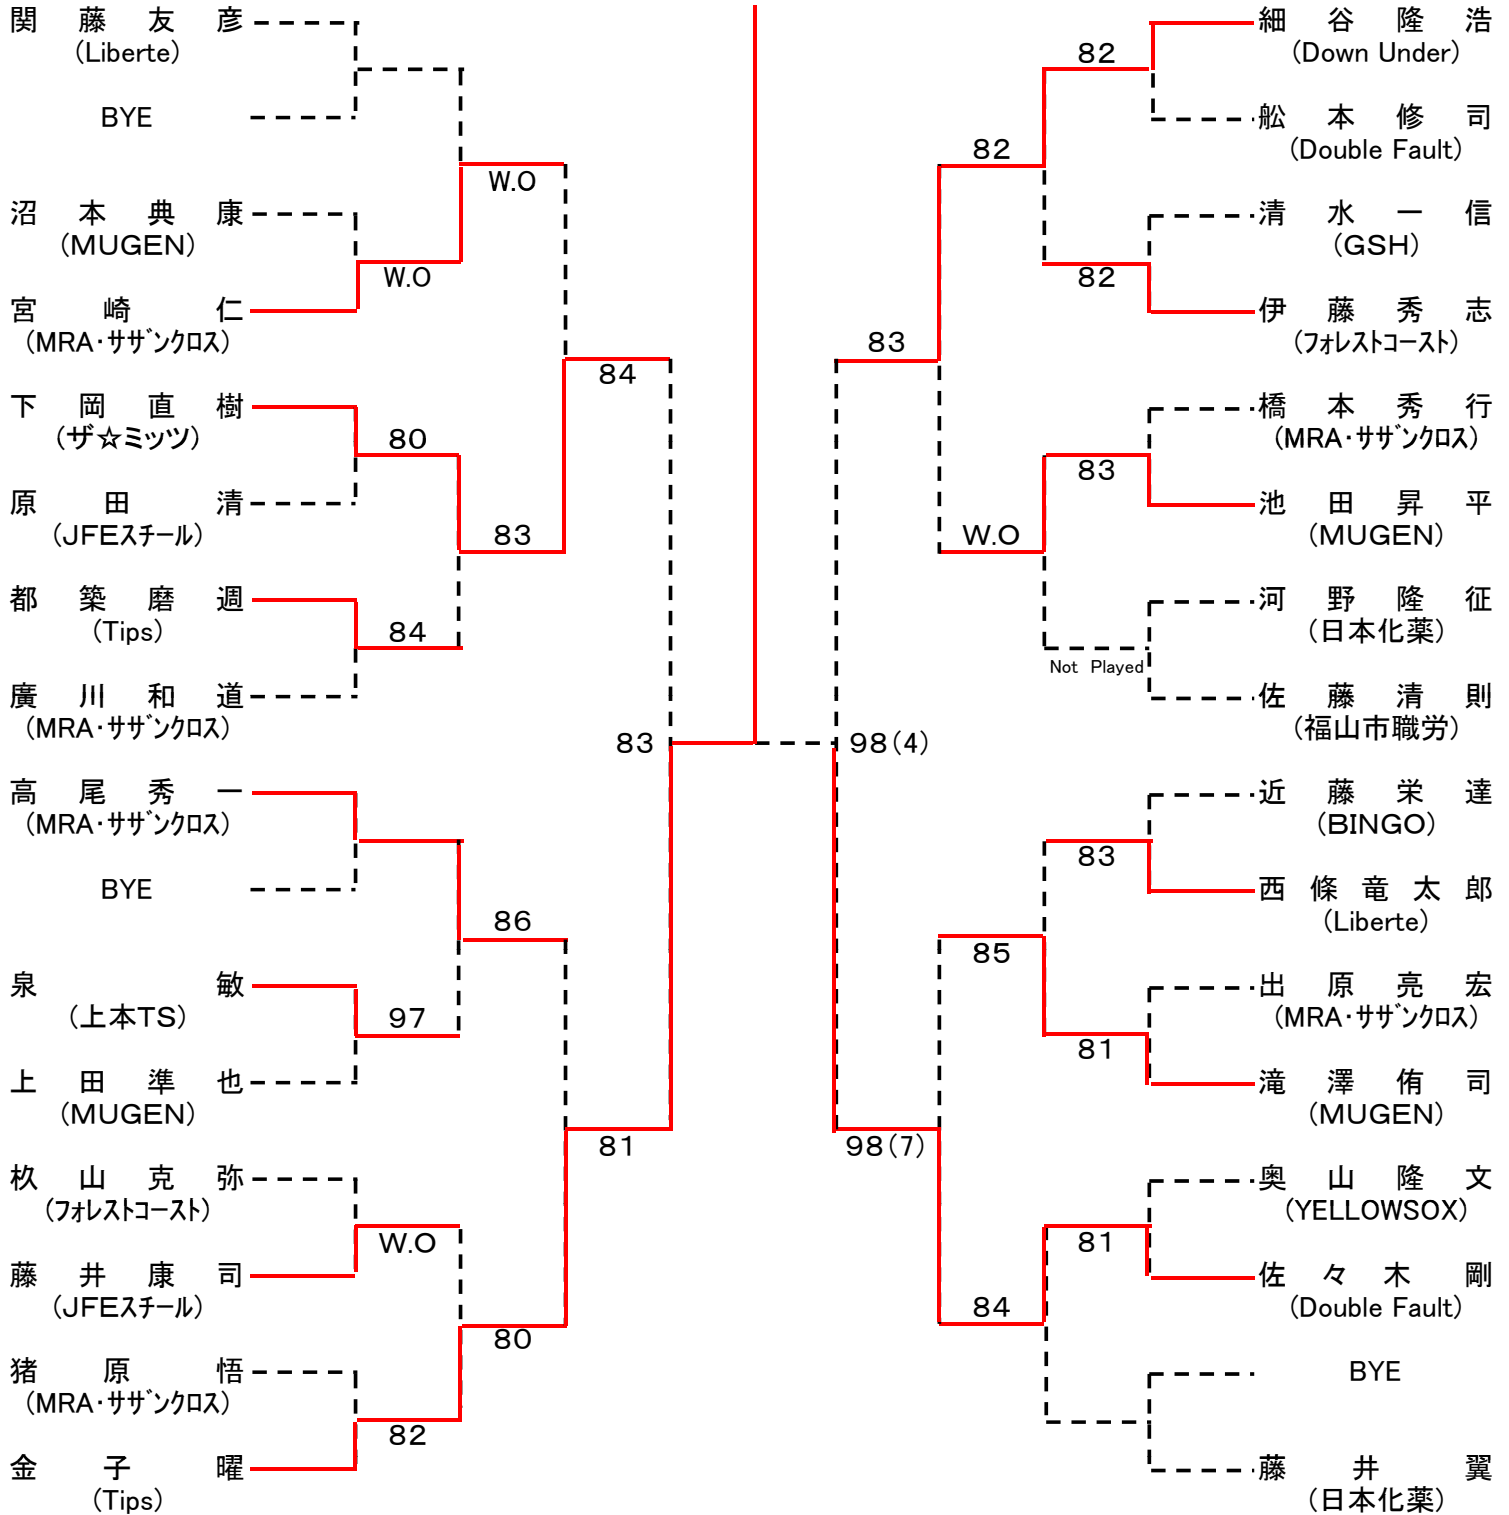 関藤友彦
(Liberte)
BYE
沼本典康
(MUGEN)
宮崎仁
(MRA・サザンクロス)
下岡直樹
(ザ☆ミッツ)
原田清
(JFEスチール)
都築磨週
(Tips)
廣川和道
(MRA・サザンクロス)
高尾秀一
(MRA・サザンクロス)
BYE
泉敏
(上本TS)
上田準也
(MUGEN)
杦山克弥
(フォレストコースト)
藤井康司
(JFEスチール)
猪原悟
(MRA・サザンクロス)
金子曜
(Tips)
W.O
80
84
97
W.O
82
W.O
83
86
80
84
81
83
98(4)
83
98(7)
82
W.O
85
84
82
82
83
Not Played
83
81
81
細谷隆浩
(Down Under)
舩本修司
(Double Fault)
清水一信
(GSH)
伊藤秀志
(フォレストコースト)
橋本秀行
(MRA・サザンクロス)
池田昇平
(MUGEN)
河野隆征
(日本化薬)
佐藤清則
(福山市職労)
近藤栄達
(BINGO)
西條竜太郎
(Liberte)
出原亮宏
(MRA・サザンクロス)
滝澤侑司
(MUGEN)
奥山隆文
(YELLOWSOX)
佐々木剛
(Double Fault)
BYE
藤井翼
(日本化薬)